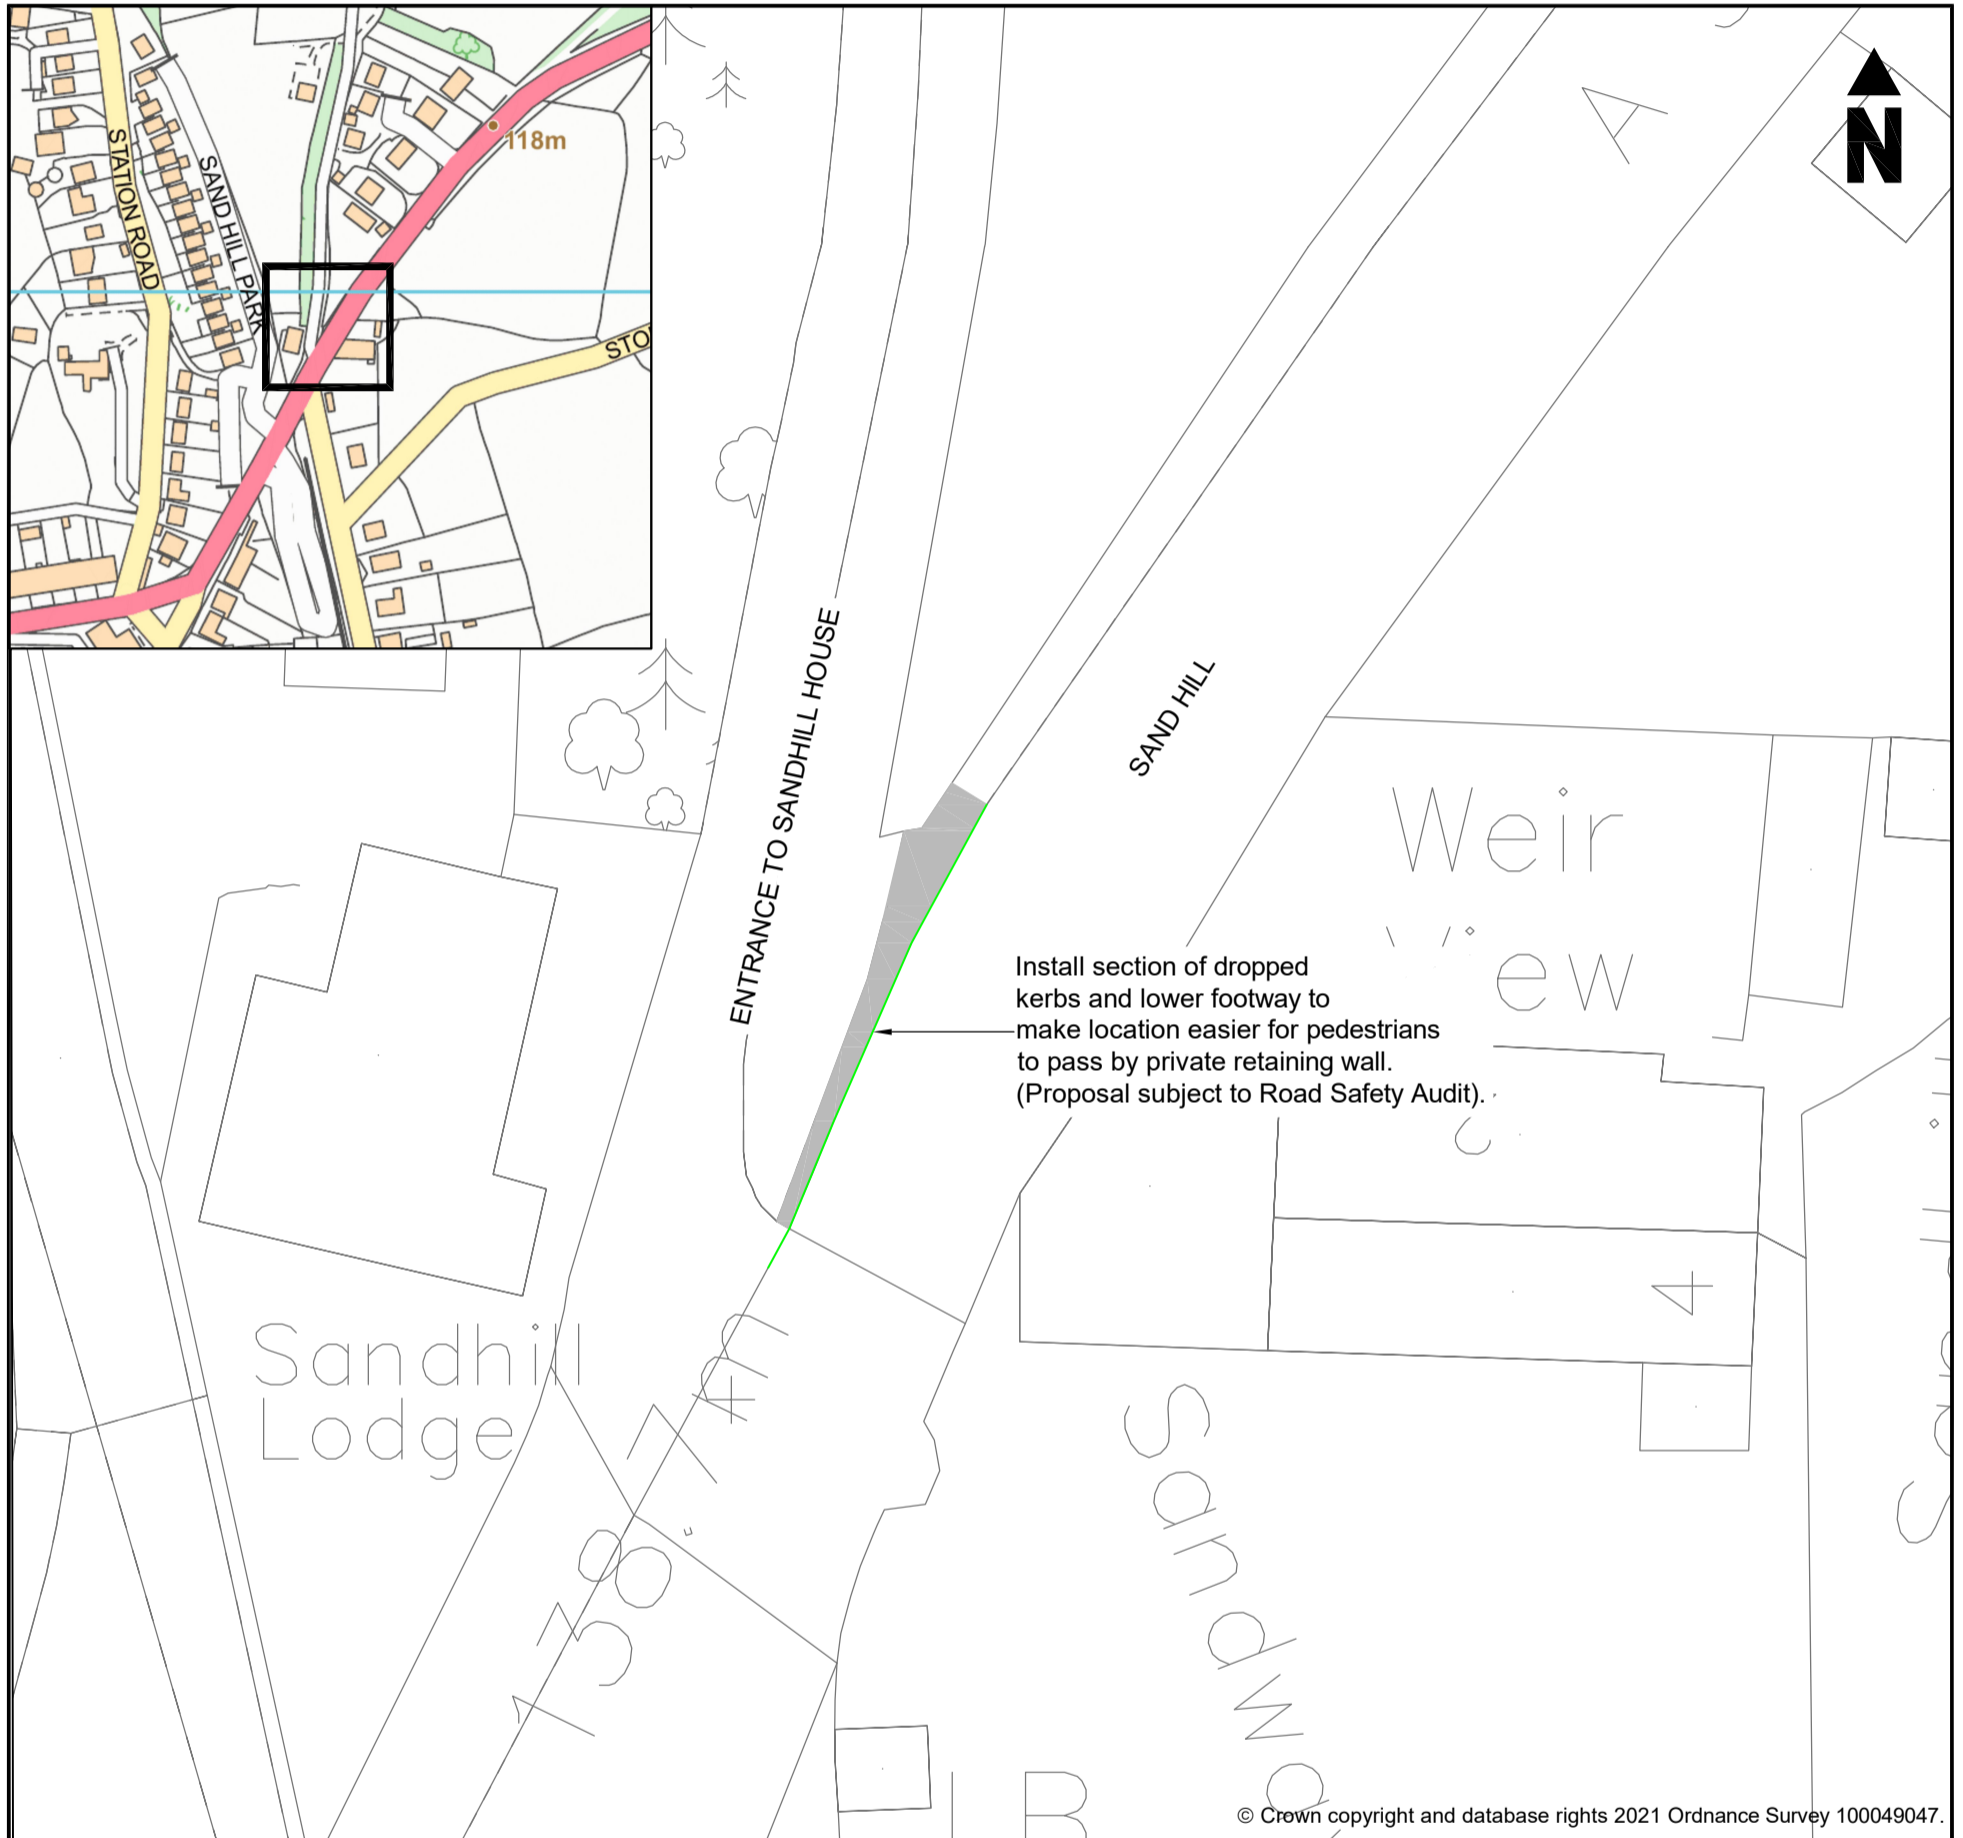 STATION ROAD
SAND HILL PARK
118m
STO
N
A
ENTRANCE TO SANDHILL HOUSE
SAND HILL
Weir
View
Install section of dropped
kerbs and lower footway to
make location easier for pedestrians
to pass by private retaining wall.
(Proposal subject to Road Safety Audit).
4
Sandhill
Lodge
Sandw
B
© Crown copyright and database rights 2021 Ordnance Survey 100049047.